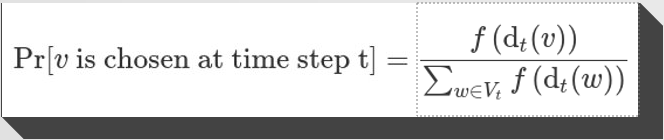 Pr[v is chosen at time step t] = f (d_t(v)) / ∑_{w∈V_t} f (d_t(w))